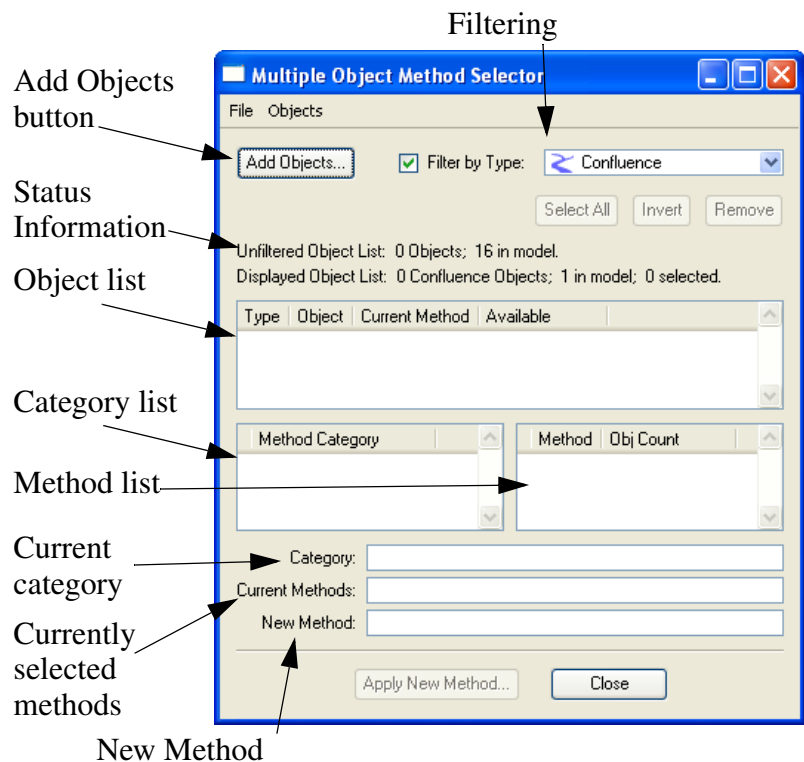 Filtering
Add Objects
button
Multiple Object Method Selector
File Objects
Add Objects...
Filter by Type:
Confluence
Select All
Invert
Remove
Status
Information
Unfiltered Object List: 0 Objects; 16 in model.
Displayed Object List: 0 Confluence Objects; 1 in model; 0 selected.
Object list
Type Object Current Method Available
Category list
Method Category
Method Obj Count
Method list
Current
category
Category:
Current Methods:
New Method:
Currently
selected
methods
Apply New Method...
Close
New Method